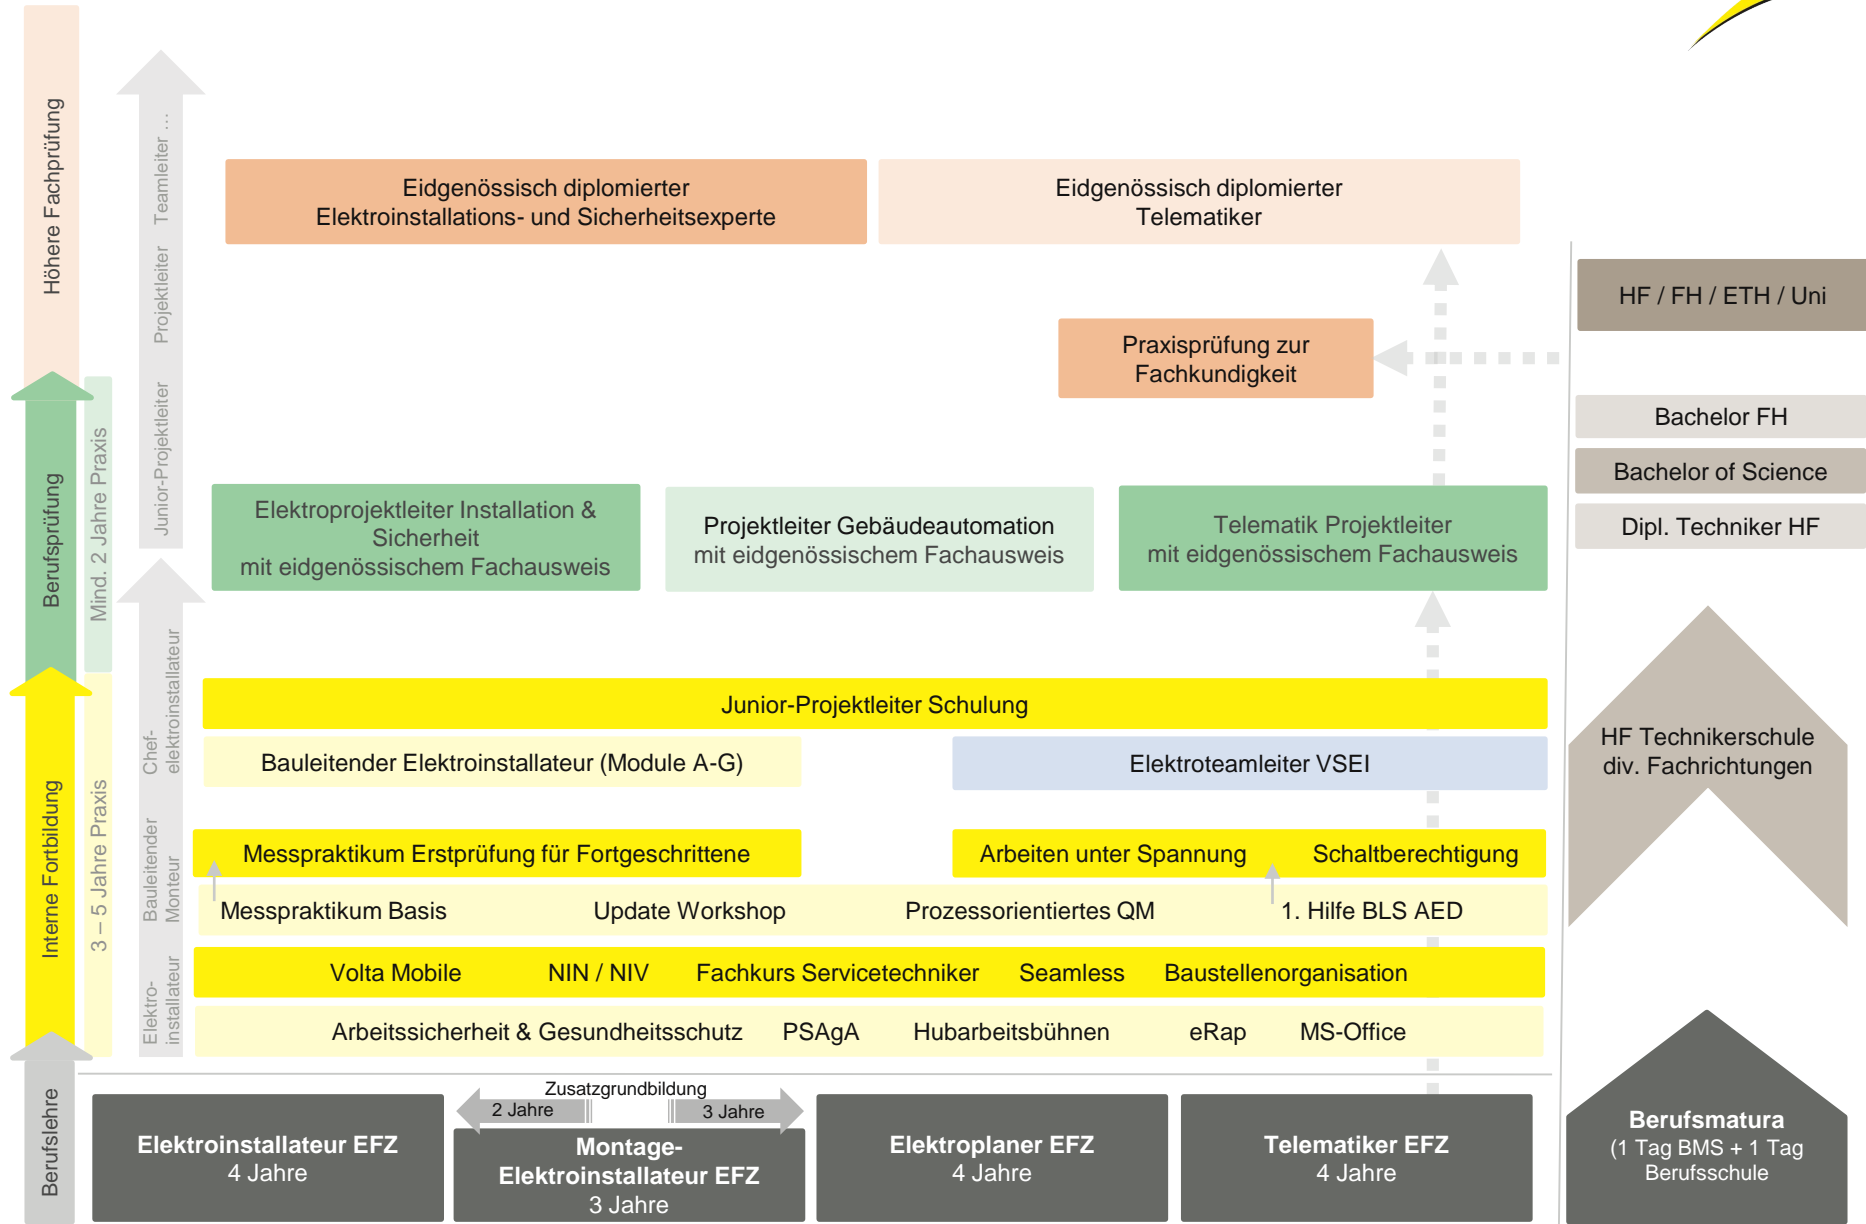 Höhere Fachprüfung
Berufsprüfung
Interne Fortbildung
Berufslehre
Mind. 2 Jahre Praxis
3 – 5 Jahre Praxis
Teamleiter ...
Projektleiter
Junior-Projektleiter
Chef-
elektroinstallateur
Bauleitender
Monteur
Elektro-
installateur
Eidgenössisch diplomierter
Elektroinstallations- und Sicherheitsexperte
Eidgenössisch diplomierter
Telematiker
Praxisprüfung zur
Fachkundigkeit
Elektroprojektleiter Installation &
Sicherheit
mit eidgenössischem Fachausweis
Projektleiter Gebäudeautomation
mit eidgenössischem Fachausweis
Telematik Projektleiter
mit eidgenössischem Fachausweis
Junior-Projektleiter Schulung
Bauleitender Elektroinstallateur (Module A-G)
Elektroteamleiter VSEI
Messpraktikum Erstprüfung für Fortgeschrittene
Arbeiten unter Spannung Schaltberechtigung
Messpraktikum Basis Update Workshop Prozessorientiertes QM 1. Hilfe BLS AED
Volta Mobile NIN / NIV Fachkurs Servicetechniker Seamless Baustellenorganisation
Arbeitssicherheit & Gesundheitsschutz PSAgA Hubarbeitsbühnen eRap MS-Office
Zusatzgrundbildung
2 Jahre 3 Jahre
Elektroinstallateur EFZ
4 Jahre
Montage-
Elektroinstallateur EFZ
3 Jahre
Elektroplaner EFZ
4 Jahre
Telematiker EFZ
4 Jahre
HF / FH / ETH / Uni
Bachelor FH
Bachelor of Science
Dipl. Techniker HF
HF Technikerschule
div. Fachrichtungen
Berufsmatura
(1 Tag BMS + 1 Tag
Berufsschule